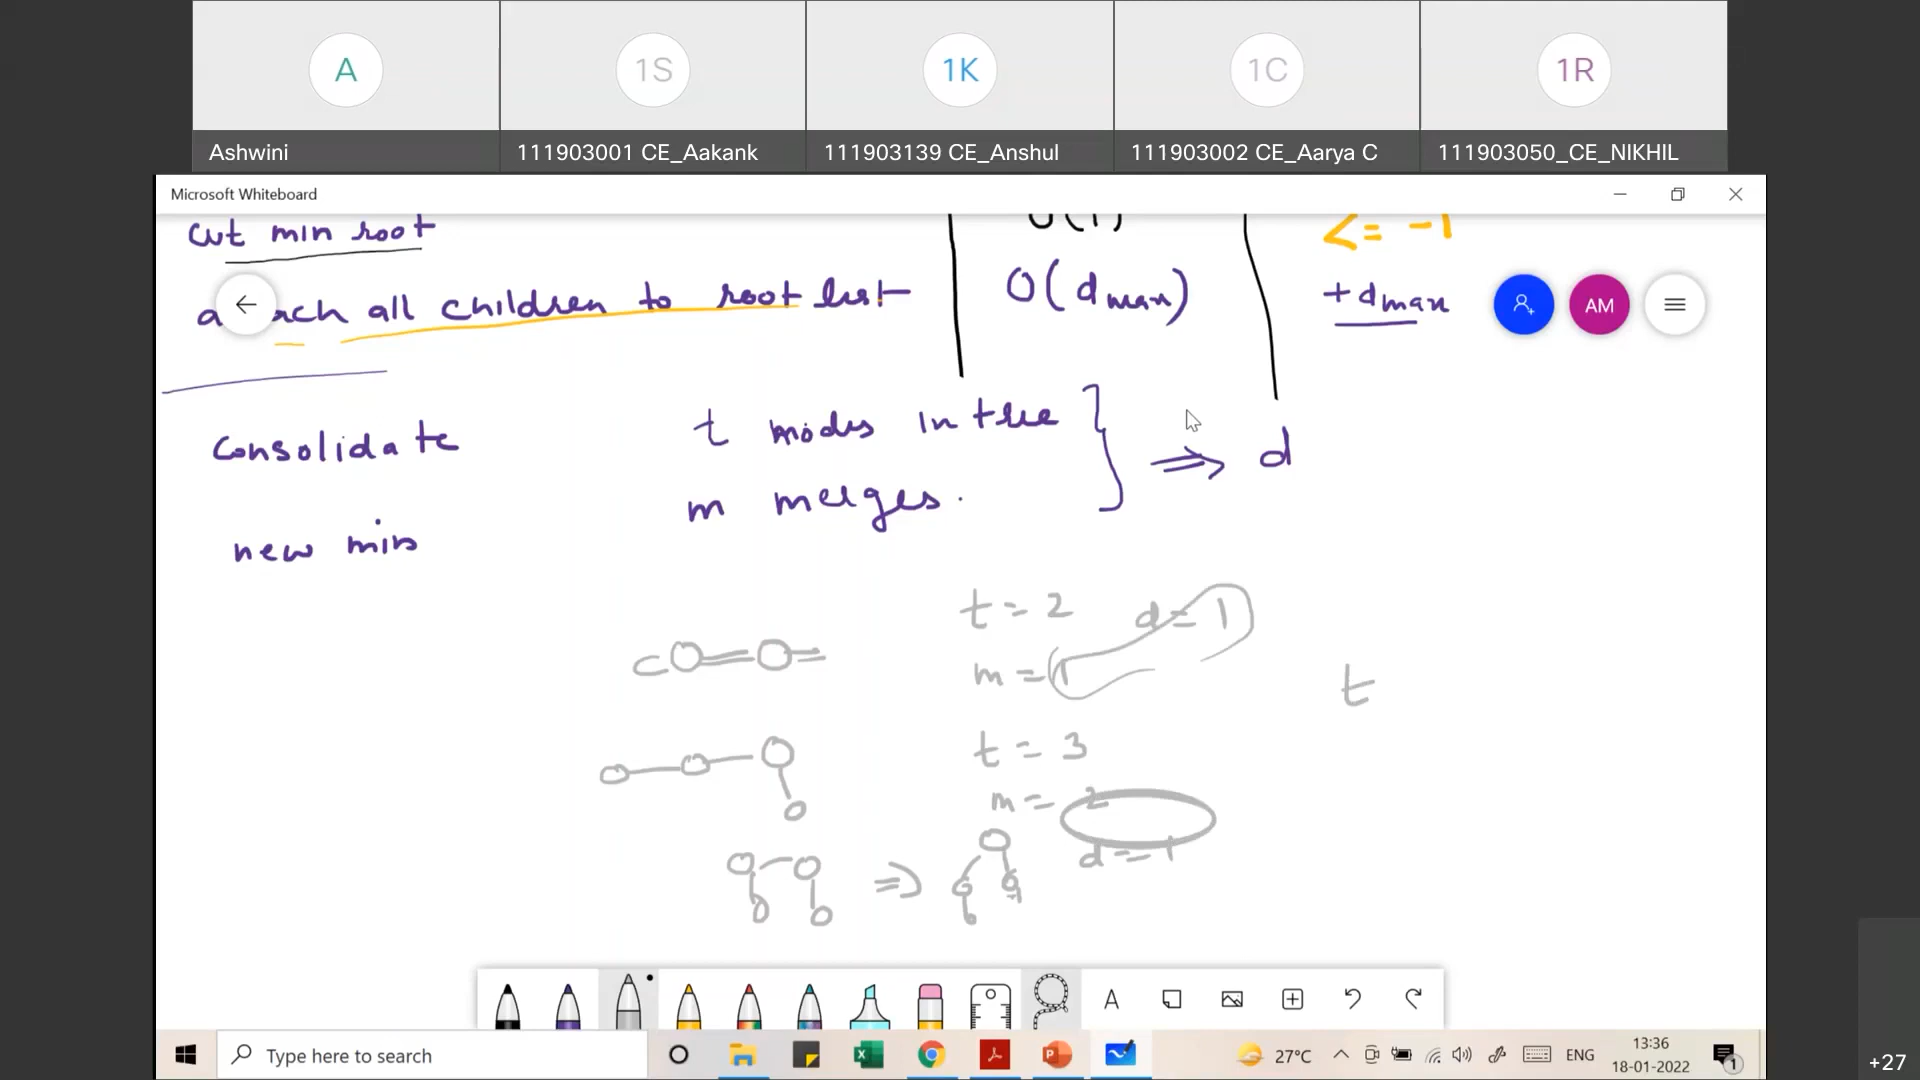 A 1S 1K 1C 1R
Ashwini 111903001 CE_Aakank 111903139 CE_Anshul 111903002 CE_Aarya C 111903050_CE_NIKHIL
Microsoft Whiteboard
cut min root O(1) <= -1
all children to root list O(dmax) +dmax
AM
Consolidate t nodes in the ⇒ d
m merges.
new min
t = 2 d = 1
m = 1
t
t = 3
m = 2
d = 1
⇒
A
Type here to search 27°C ENG 13:36
18-01-2022 1
+27